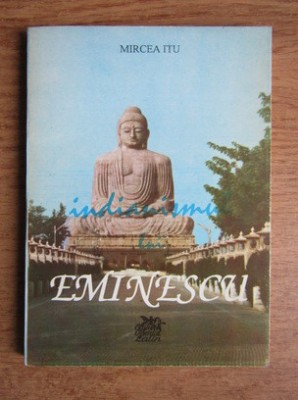 MIRCEA ITU
indianismul
lui
EMINESCU